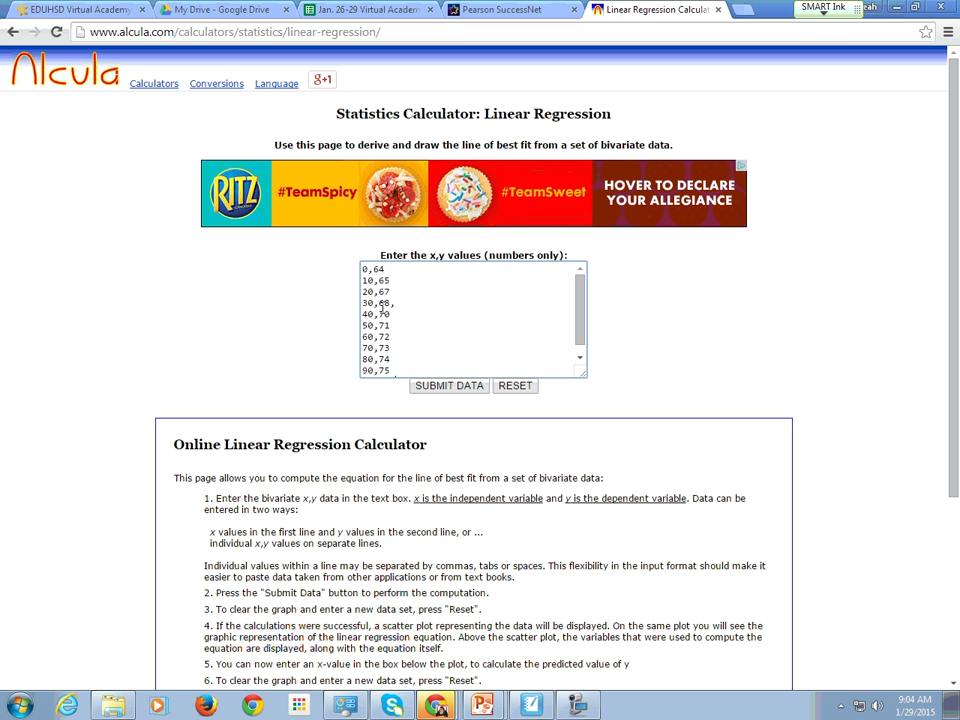 EDUHSD Virtual Academy
My Drive - Google Drive
Jan. 26-29 Virtual Academ
Pearson SuccessNet
Linear Regression Calculat
SMART Ink
eah
www.alcula.com/calculators/statistics/linear-regression/
Alcula
Calculators
Conversions
Language
g+1
Statistics Calculator: Linear Regression
Use this page to derive and draw the line of best fit from a set of bivariate data.
RITZ
#TeamSpicy
#TeamSweet
HOVER TO DECLARE
YOUR ALLEGIANCE
Enter the x,y values (numbers only):
0,64
10,65
20,67
30,68,
40,70
50,71
60,72
70,73
80,74
90,75
SUBMIT DATA
RESET
Online Linear Regression Calculator
This page allows you to compute the equation for the line of best fit from a set of bivariate data:
1. Enter the bivariate x,y data in the text box. x is the independent variable and y is the dependent variable. Data can be
entered in two ways:
x values in the first line and y values in the second line, or ...
individual x,y values on separate lines.
Individual values within a line may be separated by commas, tabs or spaces. This flexibility in the input format should make it
easier to paste data taken from other applications or from text books.
2. Press the "Submit Data" button to perform the computation.
3. To clear the graph and enter a new data set, press "Reset".
4. If the calculations were successful, a scatter plot representing the data will be displayed. On the same plot you will see the
graphic representation of the linear regression equation. Above the scatter plot, the variables that were used to compute the
equation are displayed, along with the equation itself.
5. You can now enter an x-value in the box below the plot, to calculate the predicted value of y
6. To clear the graph and enter a new data set, press "Reset".
9:04 AM
1/29/2015